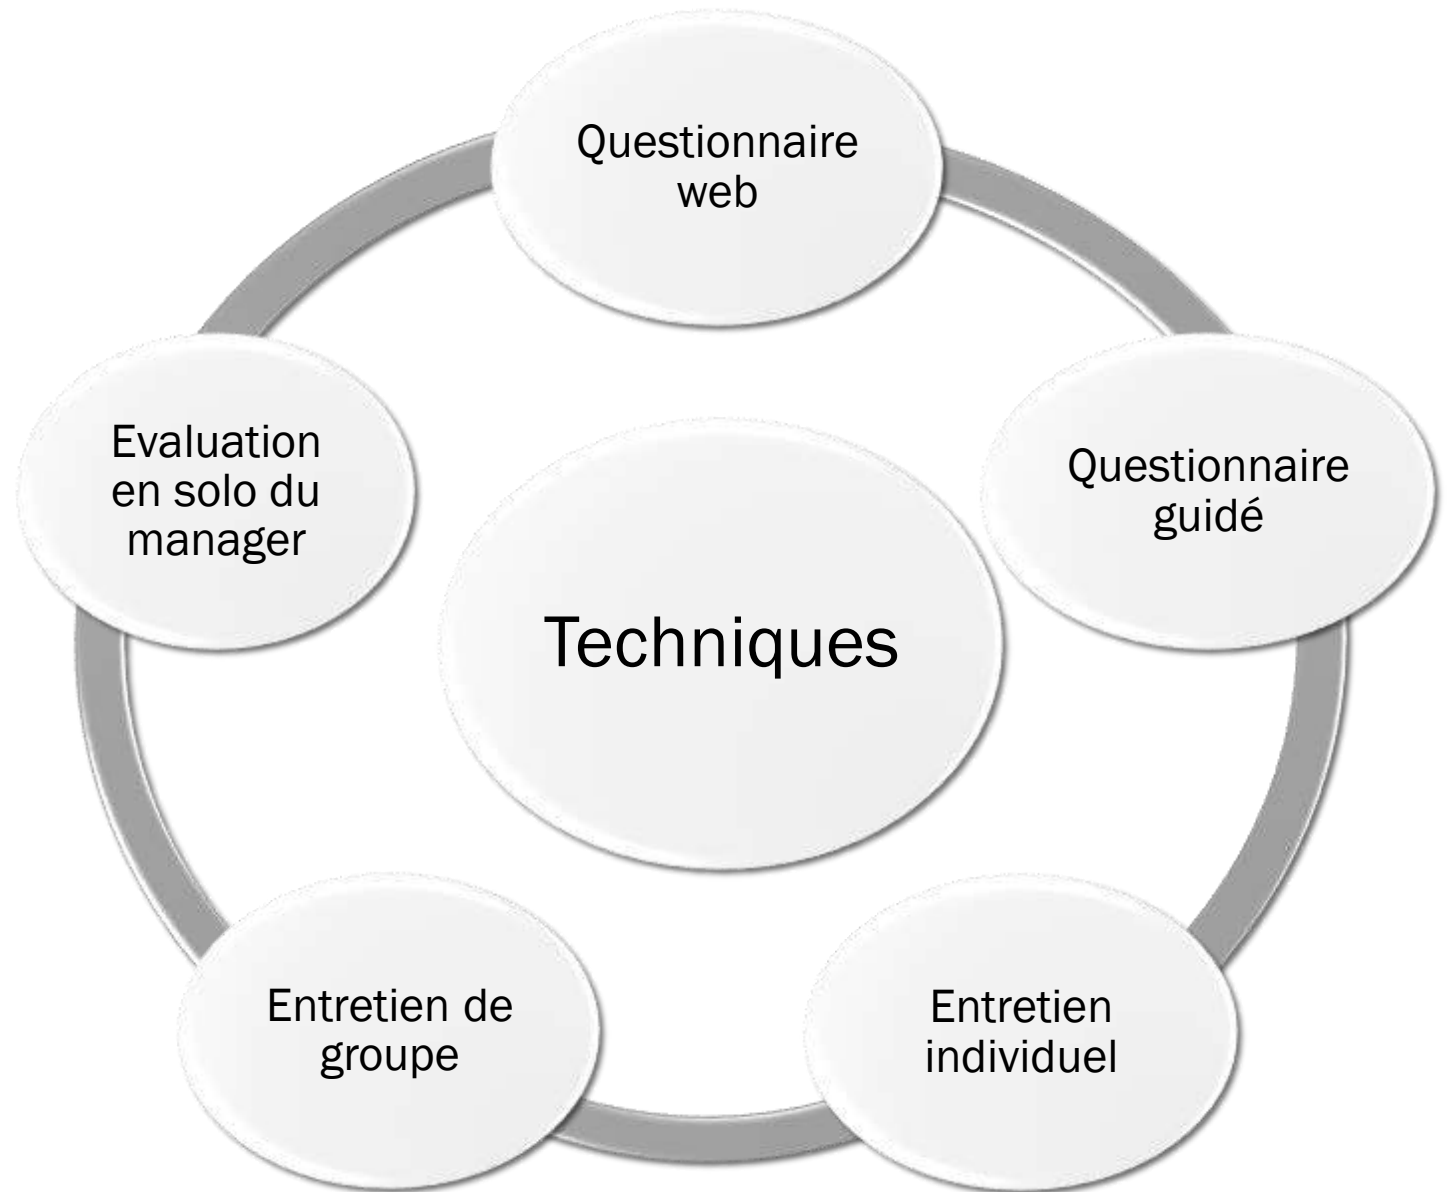 Questionnaire
web
Questionnaire
guidé
Entretien
individuel
Entretien de
groupe
Evaluation
en solo du
manager
Techniques